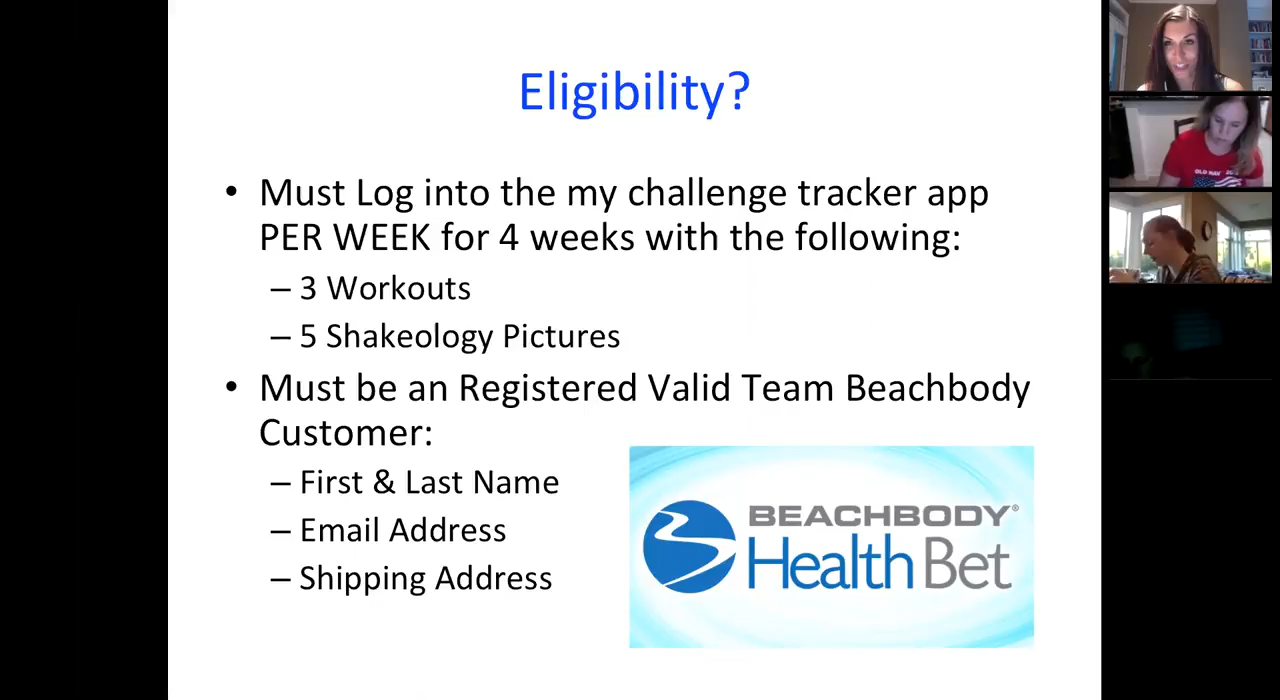 Eligibility?
• Must Log into the my challenge tracker app
PER WEEK for 4 weeks with the following:
– 3 Workouts
– 5 Shakeology Pictures
• Must be an Registered Valid Team Beachbody
Customer:
– First & Last Name
– Email Address
– Shipping Address
BEACHBODY®
Health Bet
OLD NAV